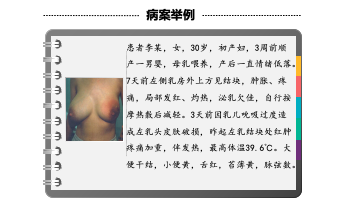 病案举例
患者李某，女，30岁，初产妇，3周前顺
产一男婴，母乳喂养，产后一直情绪低落。
7天前左侧乳房外上方见结块，肿胀、疼
痛，局部发红、灼热，泌乳欠佳，自行按
摩热敷后减轻。3天前因乳儿吮吸过度造
成左乳头皮肤破损，昨起左乳结块处红肿
疼痛加重，伴发热，最高体温39.6℃。大
便干结，小便黄，舌红，苔薄黄，脉弦数。